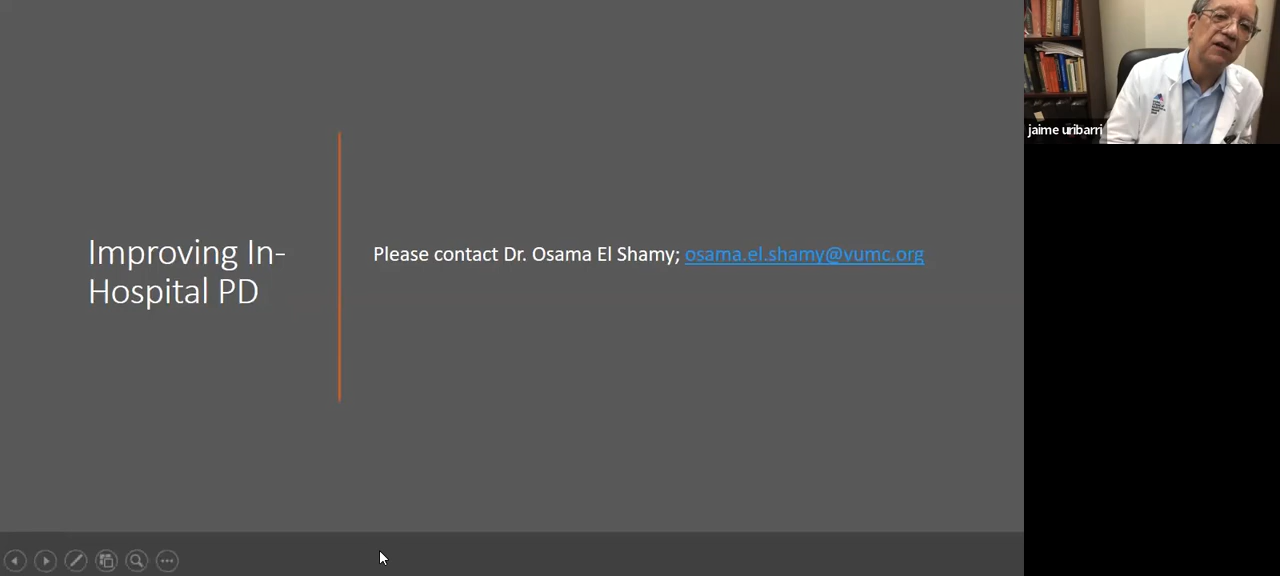 Improving In-
Hospital PD
Please contact Dr. Osama El Shamy; osama.el.shamy@vumc.org
jaime uribarri